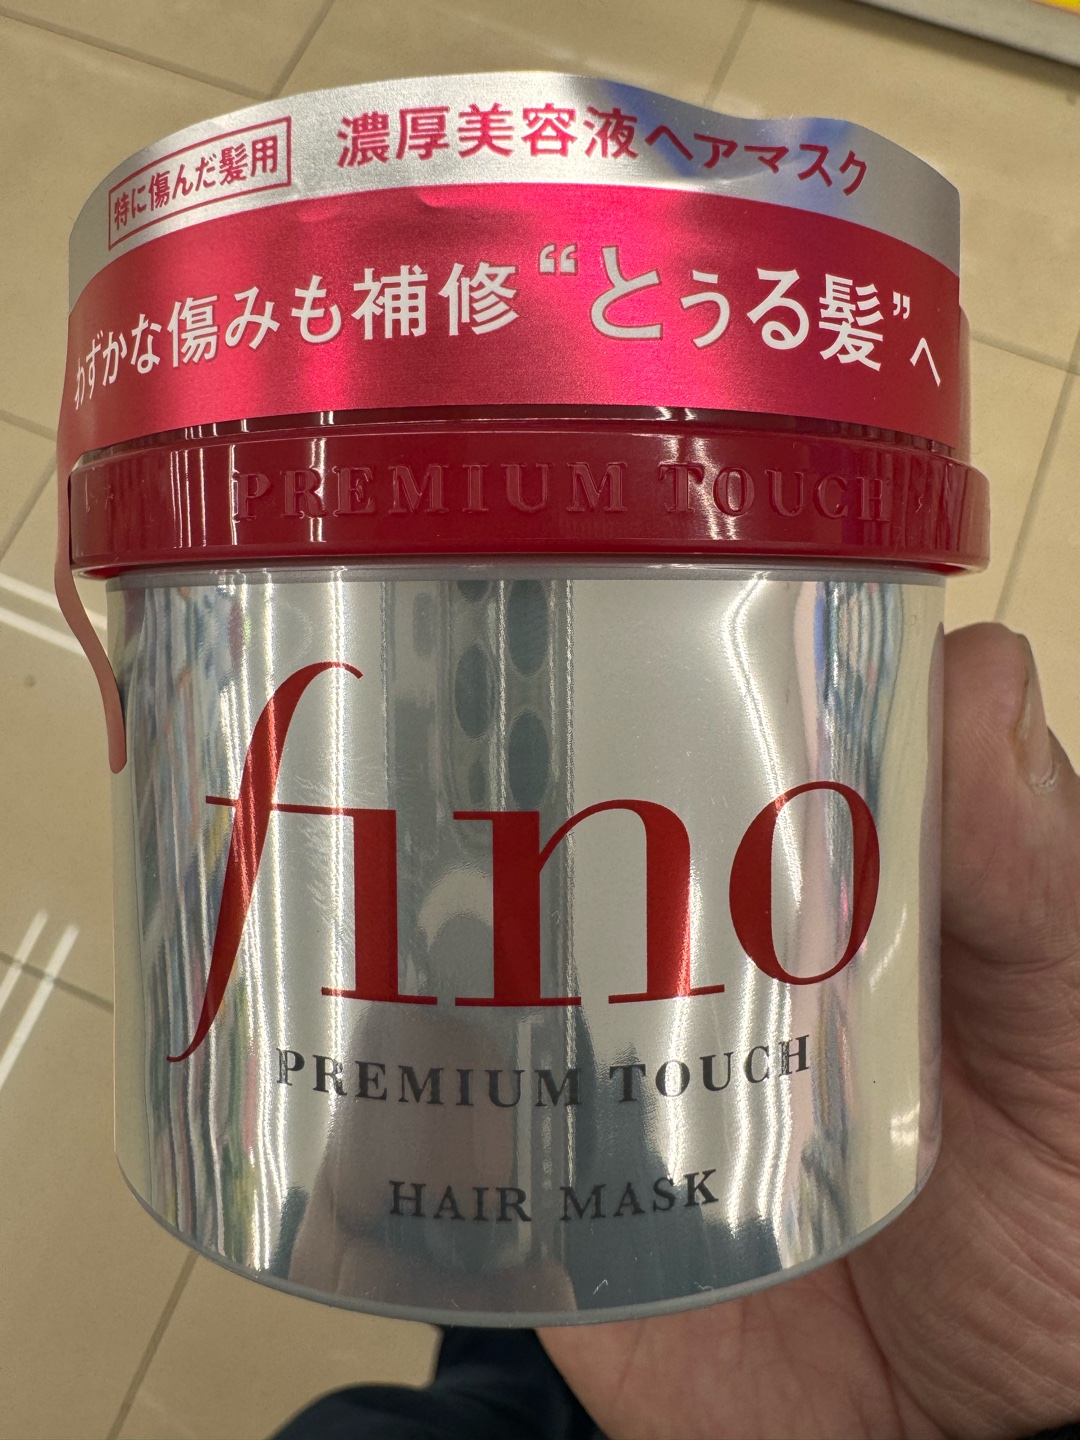 特に傷んだ髪用
濃厚美容液ヘアマスク
わずかな傷みも補修“とぅる髪”へ
PREMIUM TOUCH
fino
PREMIUM TOUCH
HAIR MASK